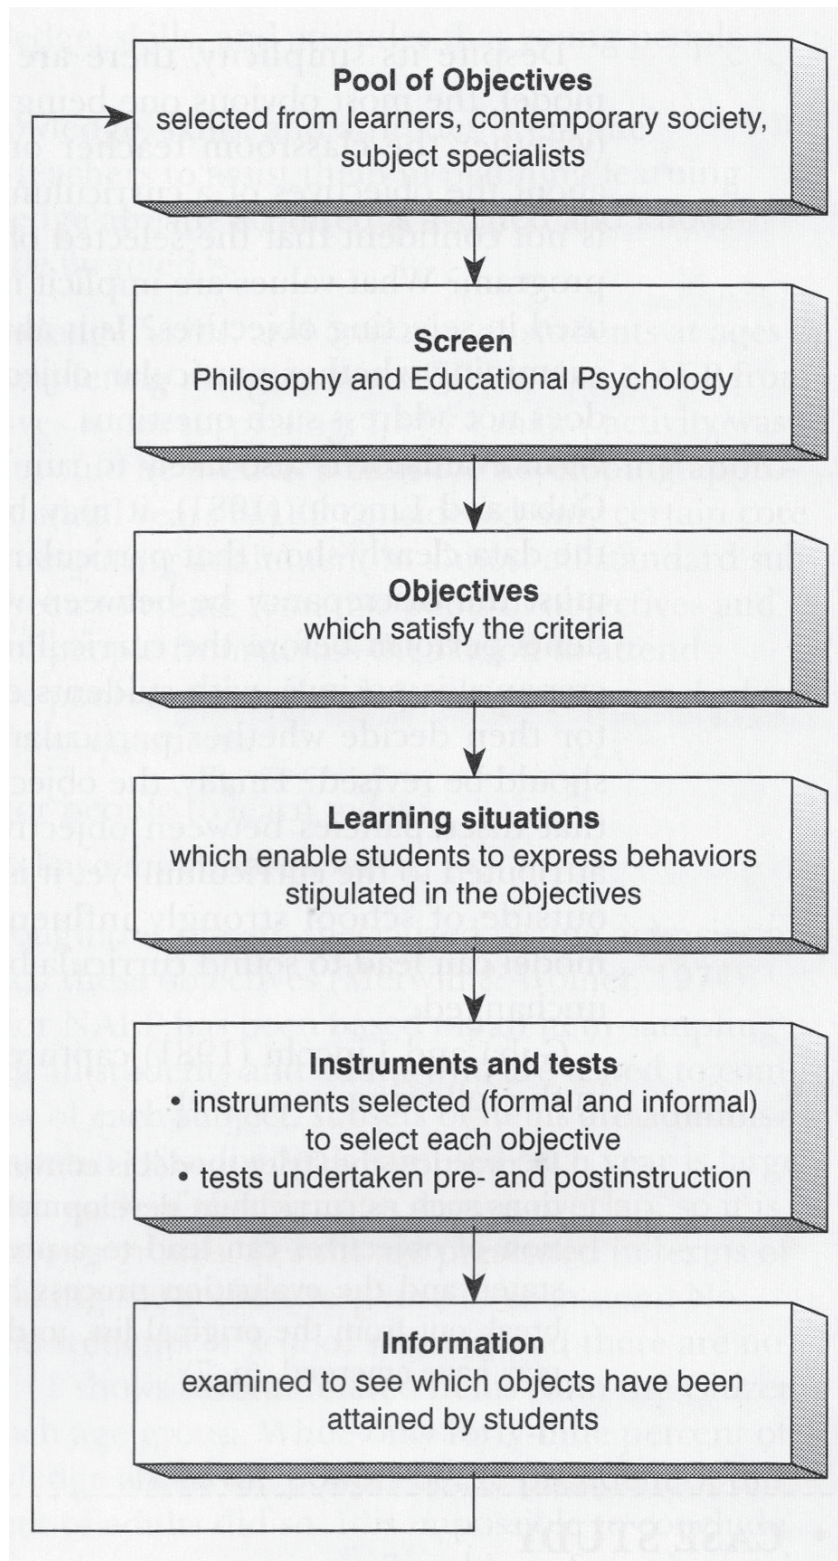 Pool of Objectives
selected from learners, contemporary society,
subject specialists
Screen
Philosophy and Educational Psychology
Objectives
which satisfy the criteria
Learning situations
which enable students to express behaviors
stipulated in the objectives
Instruments and tests
• instruments selected (formal and informal)
to select each objective
• tests undertaken pre- and postinstruction
Information
examined to see which objects have been
attained by students